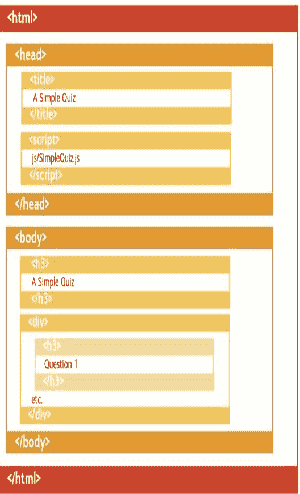 <html>
<head>
<title>
A Simple Quiz
</title>
<script>
js/SimpleQuiz.js
</script>
</head>
<body>
<h3>
A Simple Quiz
</h3>
<div>
<h3>
Question 1
</h3>
etc.
</div>
</body>
</html>